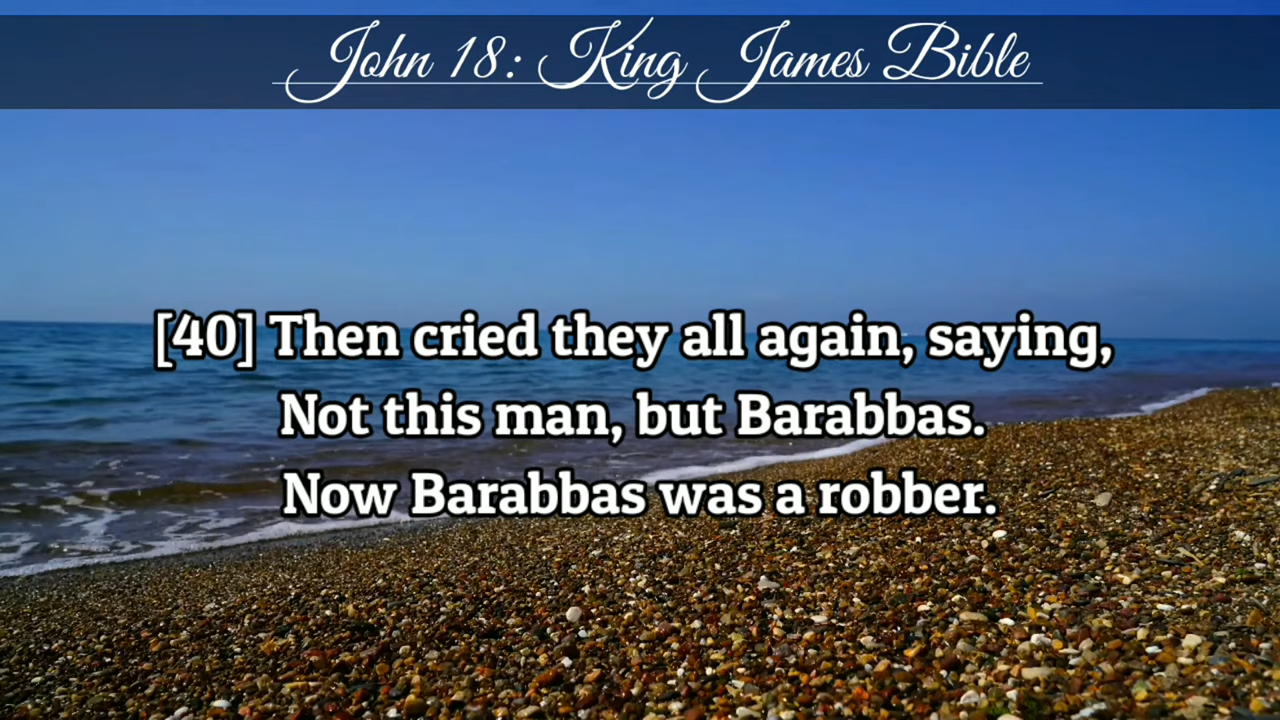 John 18: King James Bible
[40] Then cried they all again, saying,
Not this man, but Barabbas.
Now Barabbas was a robber.